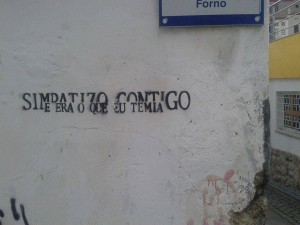 Forno
SIMPATIZO CONTIGO
E ERA O QUE EU TEMIA